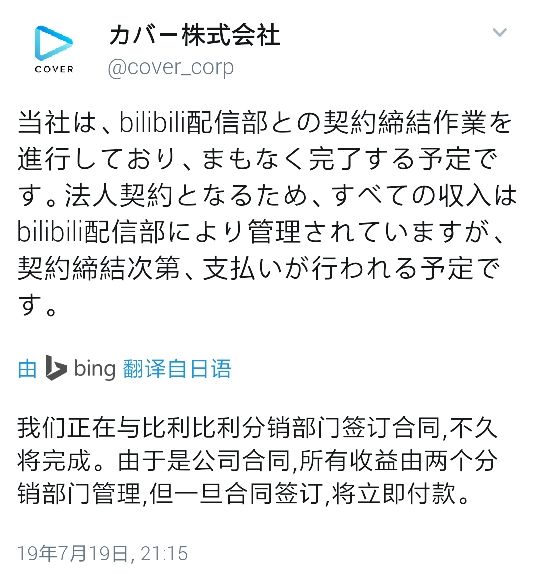 カバー株式会社
COVER
@cover_corp
当社は、bilibili配信部との契約締結作業を
進行しており、まもなく完了する予定で
す。法人契約となるため、すべての収入は
bilibili配信部により管理されていますが、
契約締結次第、支払いが行われる予定で
す。
由 bing 翻译自日语
我们正在与比利比利分销部门签订合同,不久
将完成。由于是公司合同,所有收益由两个分
销部门管理,但一旦合同签订,将立即付款。
19年7月19日, 21:15